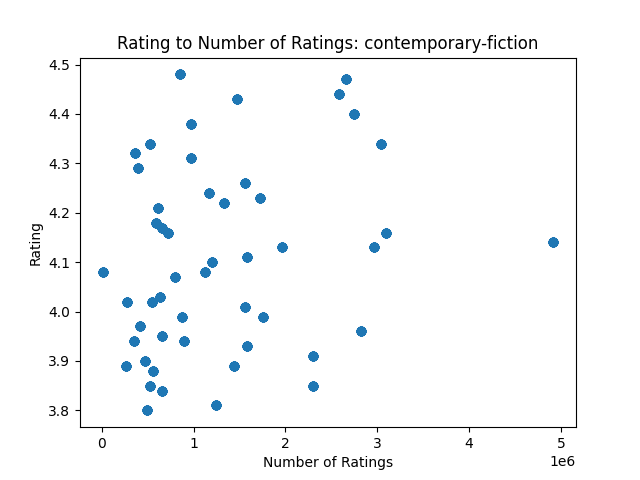 Rating to Number of Ratings: contemporary-fiction
4.5
4.4
4.3
4.2
4.1
4.0
3.9
3.8
Rating
0 1 2 3 4 5
1e6
Number of Ratings